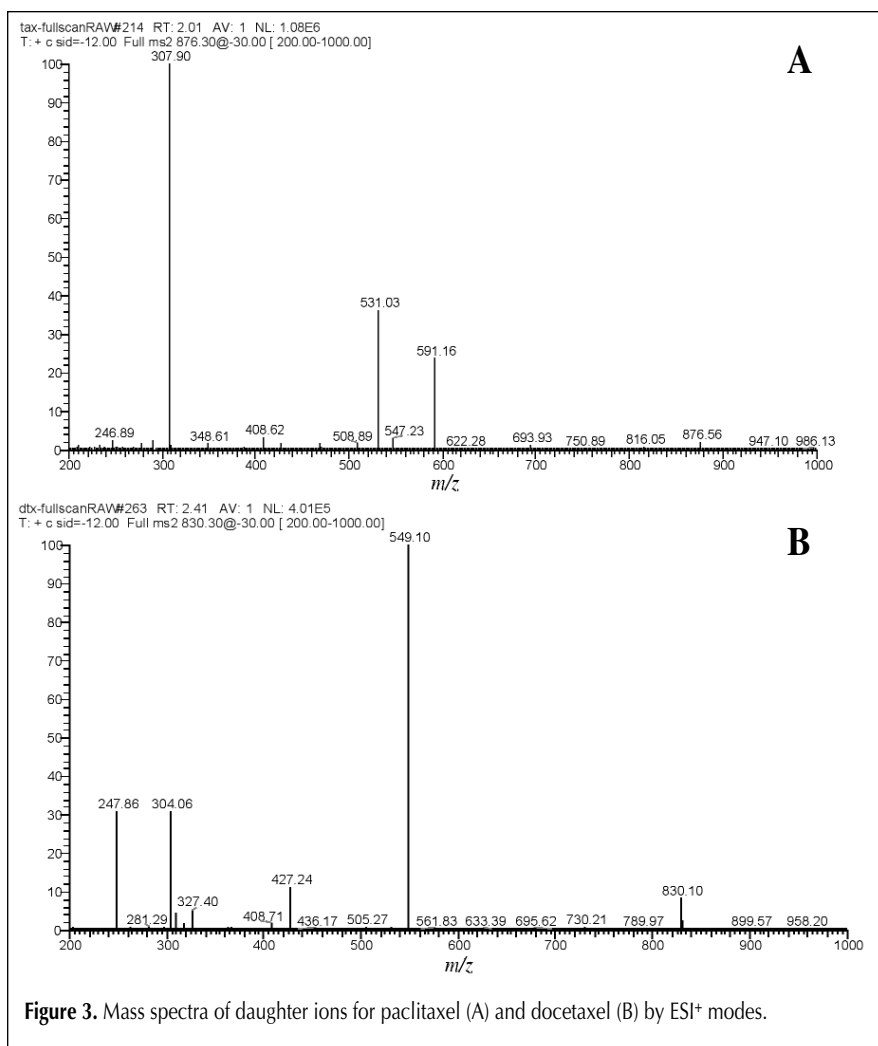 tax-fullscanRAW#214 RT: 2.01 AV: 1 NL: 1.08E6
T: + c sid=-12.00 Full ms2 876.30@-30.00 [ 200.00-1000.00]
A
307.90
100
90
80
70
60
50
40
531.03
30
591.16
20
10
246.89 348.61 408.62 508.89 547.23 622.28 693.93 750.89 816.05 876.56 947.10 986.13
0
200 300 400 500 600 700 800 900 1000
m/z
dtx-fullscanRAW#263 RT: 2.41 AV: 1 NL: 4.01E5
T: + c sid=-12.00 Full ms2 830.30@-30.00 [ 200.00-1000.00]
B
549.10
100
90
80
70
60
50
40
247.86 304.06
30
20
427.24
10
830.10
281.29 327.40 408.71 436.17 505.27 561.83 633.39 695.62 730.21 789.97 899.57 958.20
0
200 300 400 500 600 700 800 900 1000
m/z
Figure 3. Mass spectra of daughter ions for paclitaxel (A) and docetaxel (B) by ESI+ modes.